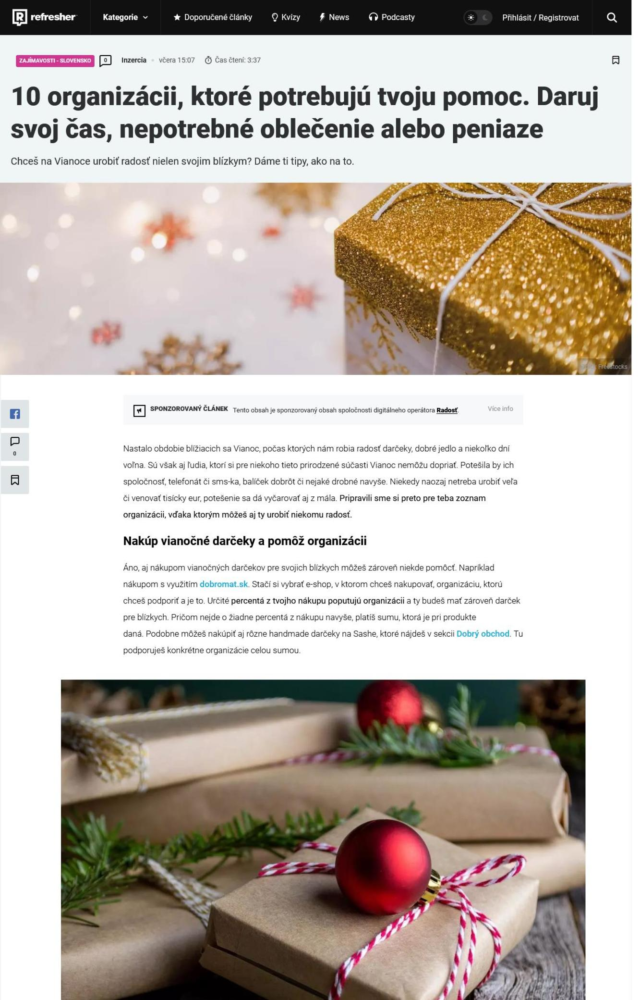 refresher
Kategorie
Doporučené články
Kvízy
News
Podcasty
Přihlásit / Registrovat
ZAJÍMAVOSTI - SLOVENSKO
0
Inzercia
včera 15:07
Čas čtení: 3:37
10 organizácii, ktoré potrebujú tvoju pomoc. Daruj
svoj čas, nepotrebné oblečenie alebo peniaze
Chceš na Vianoce urobiť radosť nielen svojim blízkym? Dáme ti tipy, ako na to.
Freestocks
SPONZOROVANÝ ČLÁNEK Tento obsah je sponzorovaný obsah spoločnosti digitálneho operátora Radosť.
Více info
0
Nastalo obdobie blížiacich sa Vianoc, počas ktorých nám robia radosť darčeky, dobré jedlo a niekoľko dní
voľna. Sú však aj ľudia, ktorí si pre niekoho tieto prirodzené súčasti Vianoc nemôžu dopriať. Potešila by ich
spoločnosť, telefonát či sms-ka, balíček dobrôt či nejaké drobné navyše. Niekedy naozaj netreba urobiť veľa
či venovať tisícky eur, potešenie sa dá vyčarovať aj z mála. Pripravili sme si preto pre teba zoznam
organizácii, vďaka ktorým môžeš aj ty urobiť niekomu radosť.
Nakúp vianočné darčeky a pomôž organizácii
Áno, aj nákupom vianočných darčekov pre svojich blízkych môžeš zároveň niekde pomôcť. Napríklad
nákupom s využitím dobromat.sk. Stačí si vybrať e-shop, v ktorom chceš nakupovať, organizáciu, ktorú
chceš podporiť a je to. Určité percentá z tvojho nákupu poputujú organizácii a ty budeš mať zároveň darček
pre blízkych. Pričom nejde o žiadne percentá z nákupu navyše, platíš sumu, ktorá je pri produkte
daná. Podobne môžeš nakúpiť aj rôzne handmade darčeky na Sashe, ktoré nájdeš v sekcii Dobrý obchod. Tu
podporuješ konkrétne organizácie celou sumou.